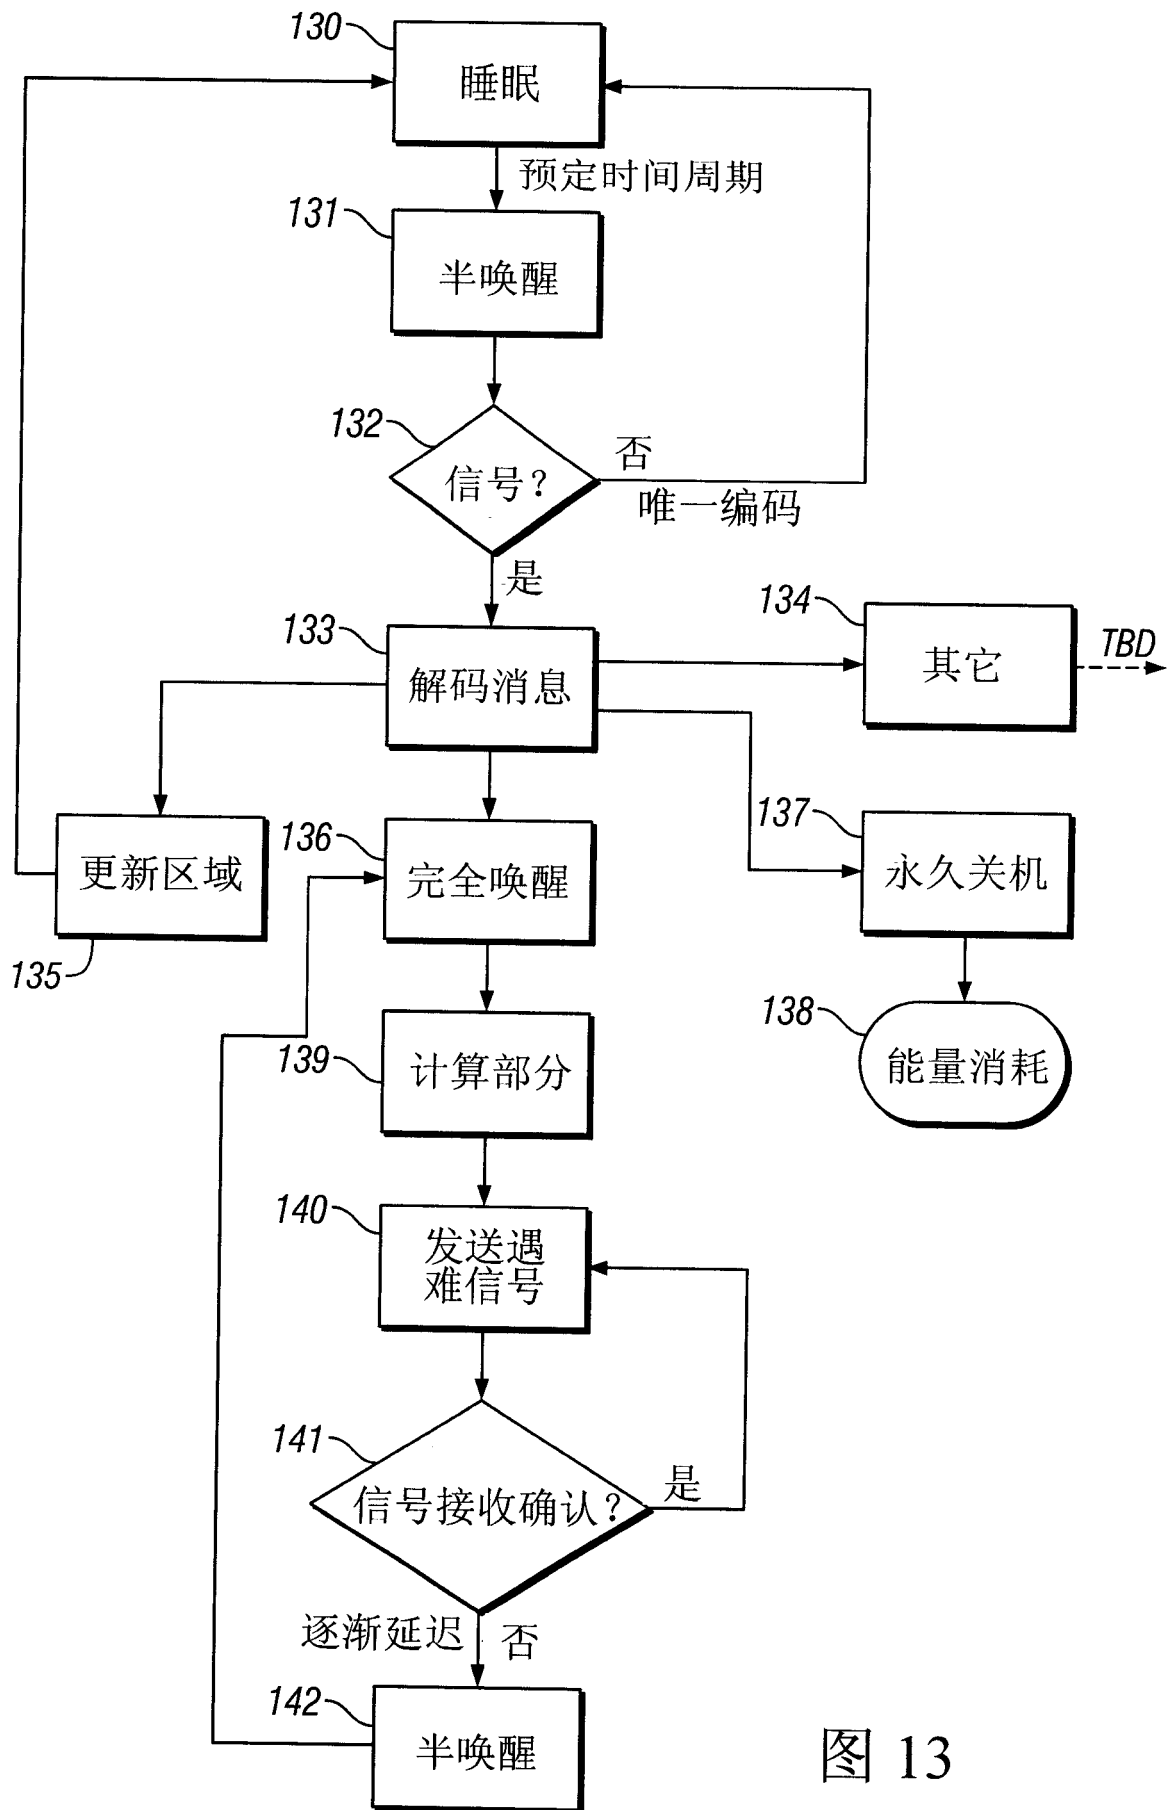 130
睡眠
预定时间周期
131
半唤醒
132
信号？
否
唯一编码
是
133
解码消息
134
其它
TBD
135
更新区域
136
完全唤醒
137
永久关机
138
能量消耗
139
计算部分
140
发送遇
难信号
141
信号接收确认？
是
逐渐延迟
否
142
半唤醒
图 13